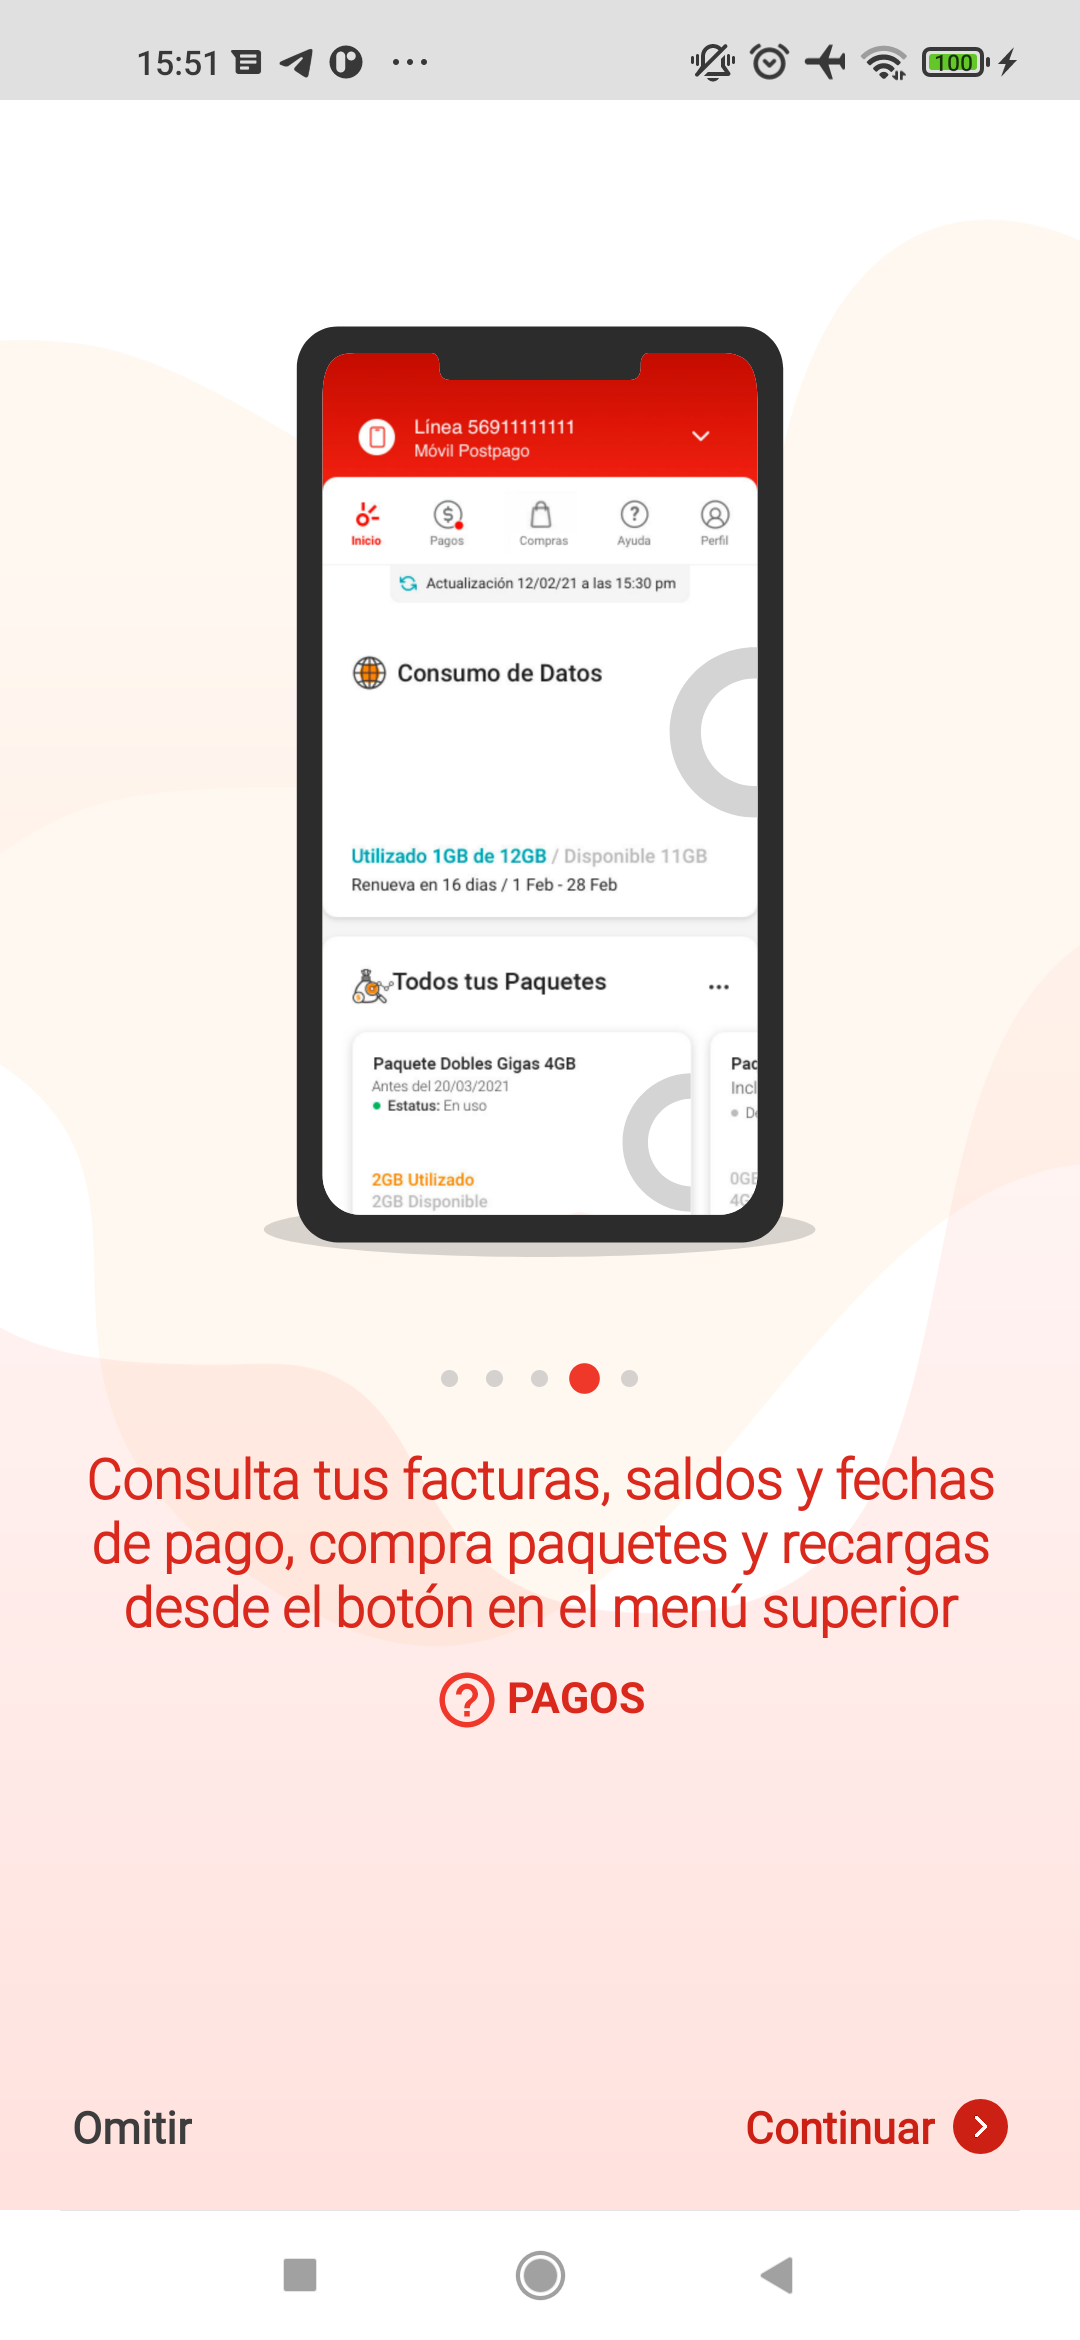 15:51
100
Línea 56911111111
Móvil Postpago
Inicio
Pagos
Compras
Ayuda
Perfil
Actualización 12/02/21 a las 15:30 pm
Consumo de Datos
Utilizado 1GB de 12GB / Disponible 11GB
Renueva en 16 dias / 1 Feb - 28 Feb
Todos tus Paquetes
Paquete Dobles Gigas 4GB
Antes del 20/03/2021
Estatus: En uso
2GB Utilizado
2GB Disponible
Consulta tus facturas, saldos y fechas
de pago, compra paquetes y recargas
desde el botón en el menú superior
PAGOS
Omitir
Continuar